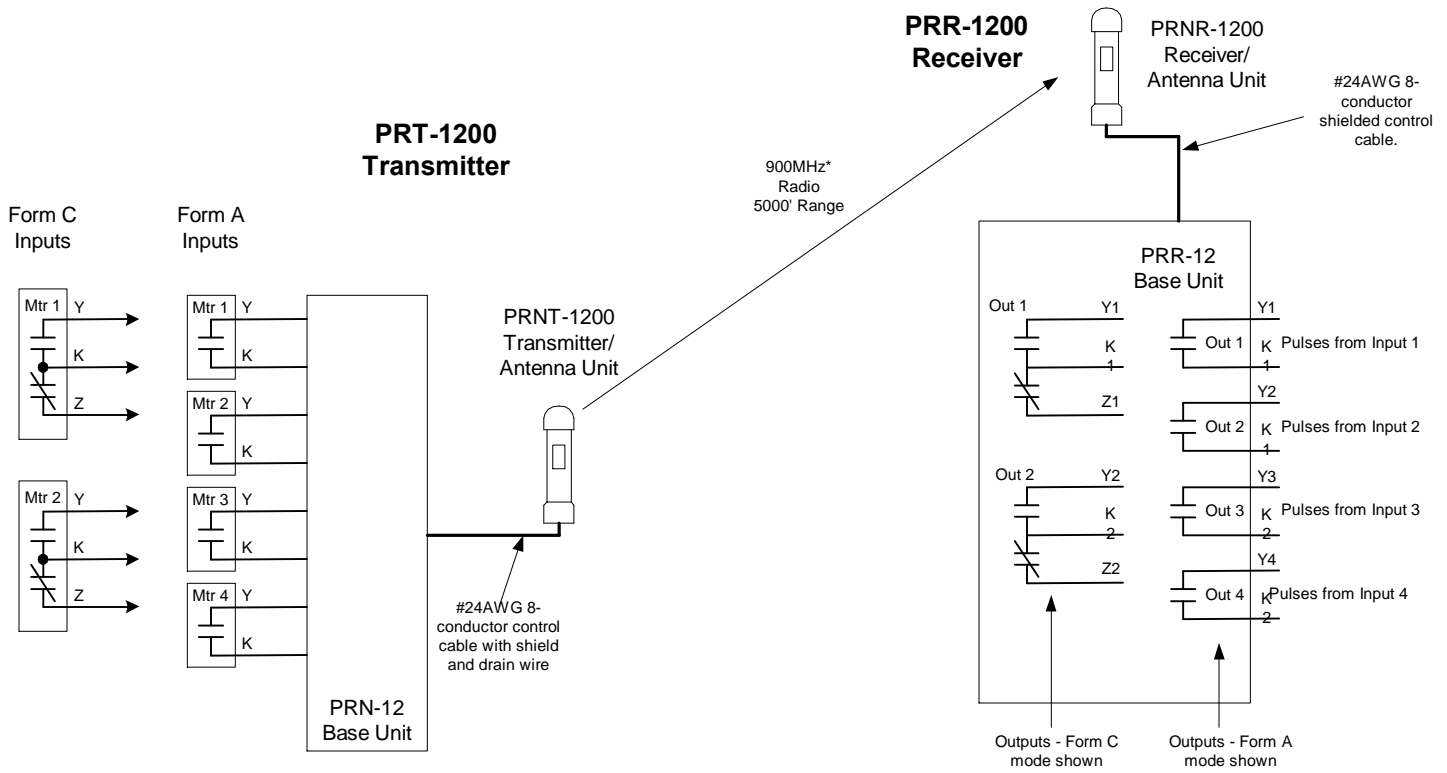 PRT-1200
Transmitter
Form C
Inputs
Form A
Inputs
Mtr 1
Y
K
Z
Mtr 2
Y
K
Z
Mtr 1
Y
K
Mtr 2
Y
K
Mtr 3
Y
K
Mtr 4
Y
K
PRN-12
Base Unit
#24AWG 8-
conductor control
cable with shield
and drain wire
PRNT-1200
Transmitter/
Antenna Unit
900MHz*
Radio
5000' Range
PRR-1200
Receiver
PRNR-1200
Receiver/
Antenna Unit
#24AWG 8-
conductor
shielded control
cable.
PRR-12
Base Unit
Out 1
Y1
K
1
Z1
Out 2
Y2
K
2
Z2
Y1
Out 1
K
1
Pulses from Input 1
Y2
Out 2
K
1
Pulses from Input 2
Y3
Out 3
K
2
Pulses from Input 3
Y4
Out 4
K
2
Pulses from Input 4
Outputs - Form C
mode shown
Outputs - Form A
mode shown